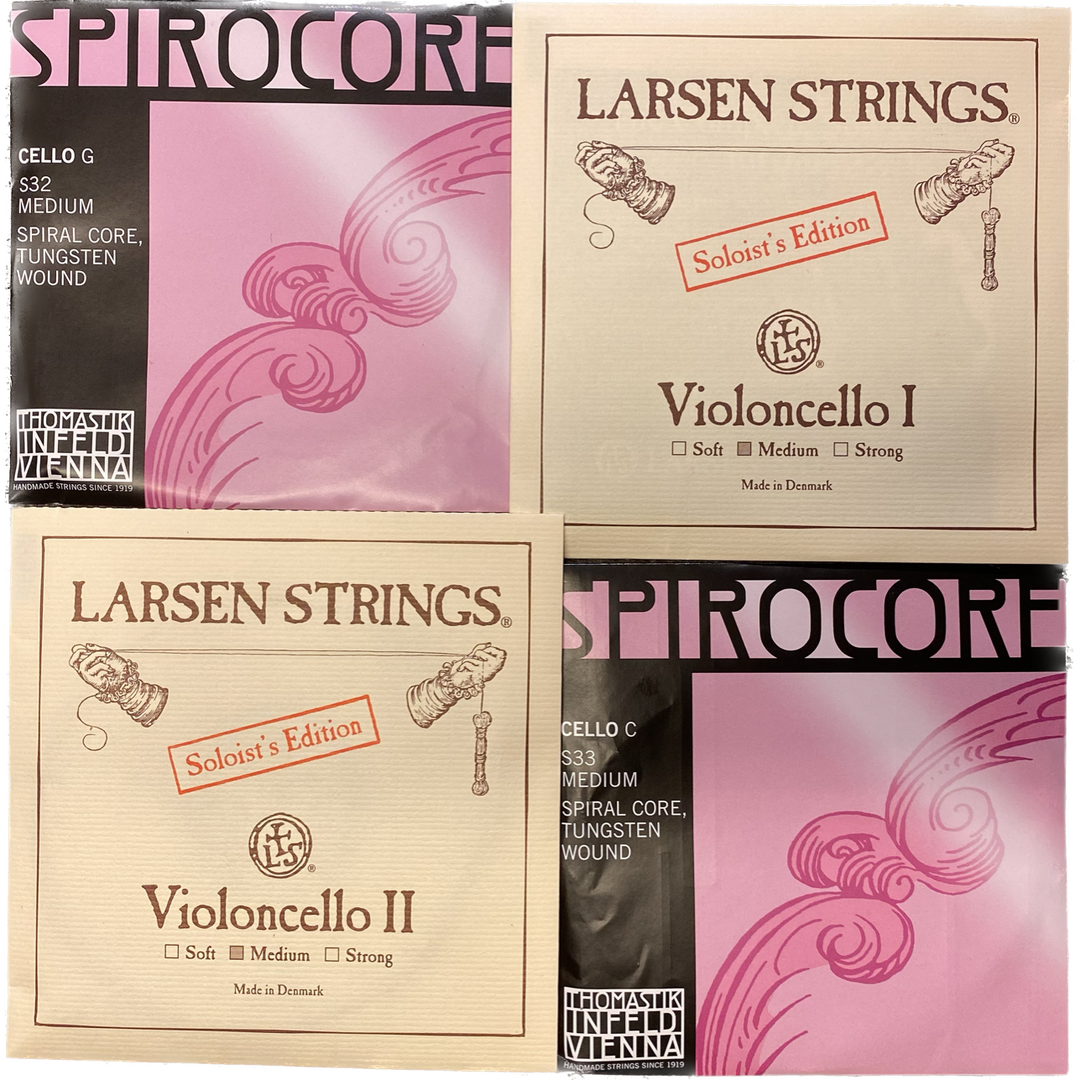 SPIROCORE
CELLO G
S32
MEDIUM
SPIRAL CORE,
TUNGSTEN
WOUND
THOMASTIK
INFELD
VIENNA
HANDMADE STRINGS SINCE 1919
LARSEN STRINGS®
Soloist's Edition
LS®
Violoncello I
Soft Medium Strong
Made in Denmark
LARSEN STRINGS®
Soloist's Edition
LS®
Violoncello II
Soft Medium Strong
Made in Denmark
SPIROCORE
CELLO C
S33
MEDIUM
SPIRAL CORE,
TUNGSTEN
WOUND
THOMASTIK
INFELD
VIENNA
HANDMADE STRINGS SINCE 1919